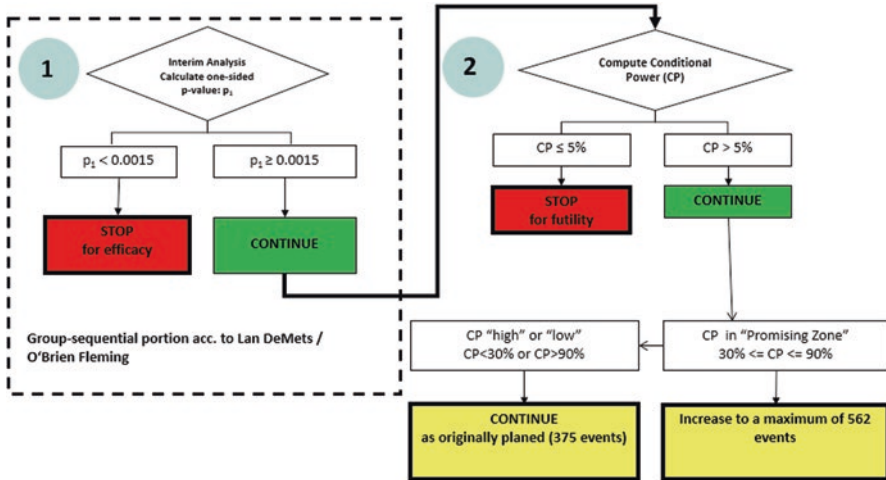 1
Interim Analysis
Calculate one-sided
p-value: p₁
p₁ < 0.0015
p₁ ≥ 0.0015
STOP
for efficacy
CONTINUE
Group-sequential portion acc. to Lan DeMets /
O‘Brien Fleming
2
Compute Conditional
Power (CP)
CP ≤ 5%
CP > 5%
STOP
for futility
CONTINUE
CP “high” or “low”
CP<30% or CP>90%
CP in “Promising Zone”
30% <= CP <= 90%
CONTINUE
as originally planed (375 events)
Increase to a maximum of 562
events